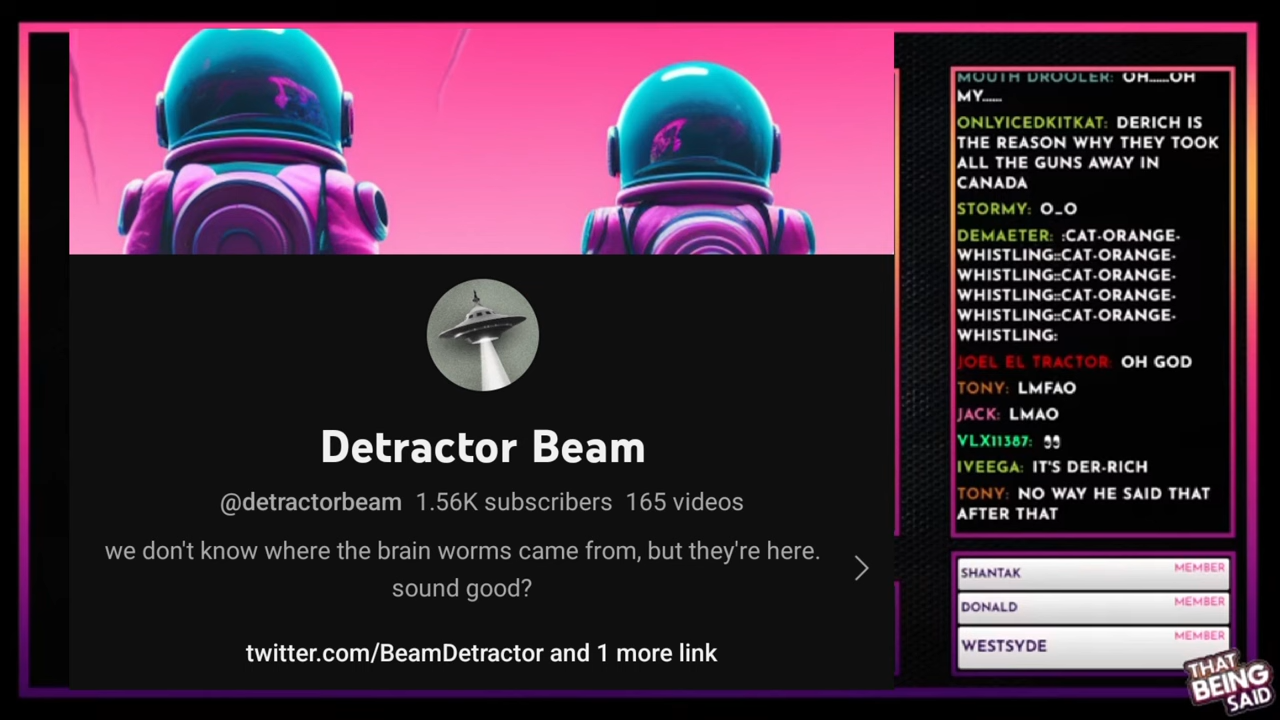 Detractor Beam
@detractorbeam 1.56K subscribers 165 videos
we don't know where the brain worms came from, but they're here.
sound good?
twitter.com/BeamDetractor and 1 more link
MOUTH DROOLER: OH......OH
MY......
ONLYICEDKITKAT: DERICH IS
THE REASON WHY THEY TOOK
ALL THE GUNS AWAY IN
CANADA
STORMY: O_O
DEMAETER: :CAT-ORANGE-
WHISTLING::CAT-ORANGE-
WHISTLING::CAT-ORANGE-
WHISTLING::CAT-ORANGE-
WHISTLING::CAT-ORANGE-
WHISTLING:
JOEL EL TRACTOR: OH GOD
TONY: LMFAO
JACK: LMAO
VLX11387: 👀
IVEEGA: IT'S DER-RICH
TONY: NO WAY HE SAID THAT
AFTER THAT
SHANTAK MEMBER
DONALD MEMBER
WESTSYDE MEMBER
THAT
BEING
SAID